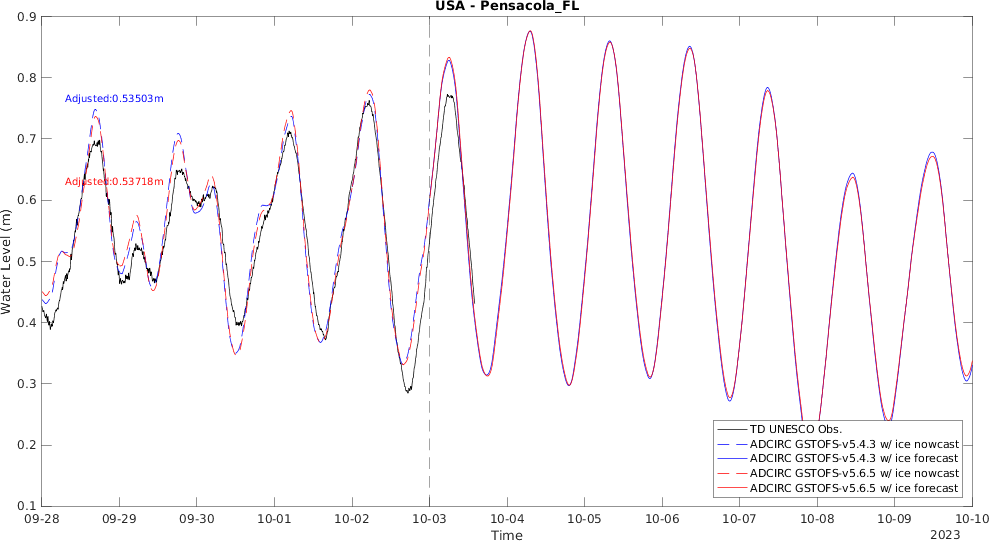 USA - Pensacola_FL
0.9
0.8
0.7
0.6
0.5
0.4
0.3
0.2
0.1
Water Level (m)
Adjusted:0.53503m
Adjusted:0.53718m
TD UNESCO Obs.
ADCIRC GSTOFS-v5.4.3 w/ ice nowcast
ADCIRC GSTOFS-v5.4.3 w/ ice forecast
ADCIRC GSTOFS-v5.6.5 w/ ice nowcast
ADCIRC GSTOFS-v5.6.5 w/ ice forecast
09-28 09-29 09-30 10-01 10-02 10-03 10-04 10-05 10-06 10-07 10-08 10-09 10-10
Time
2023